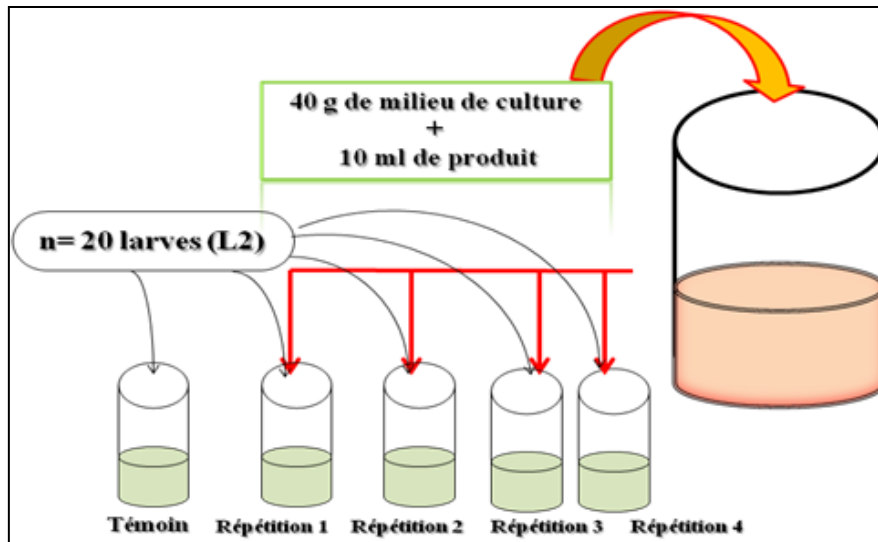 40 g de milieu de culture
+
10 ml de produit
n= 20 larves (L2)
Témoin Répétition 1 Répétition 2 Répétition 3 Répétition 4